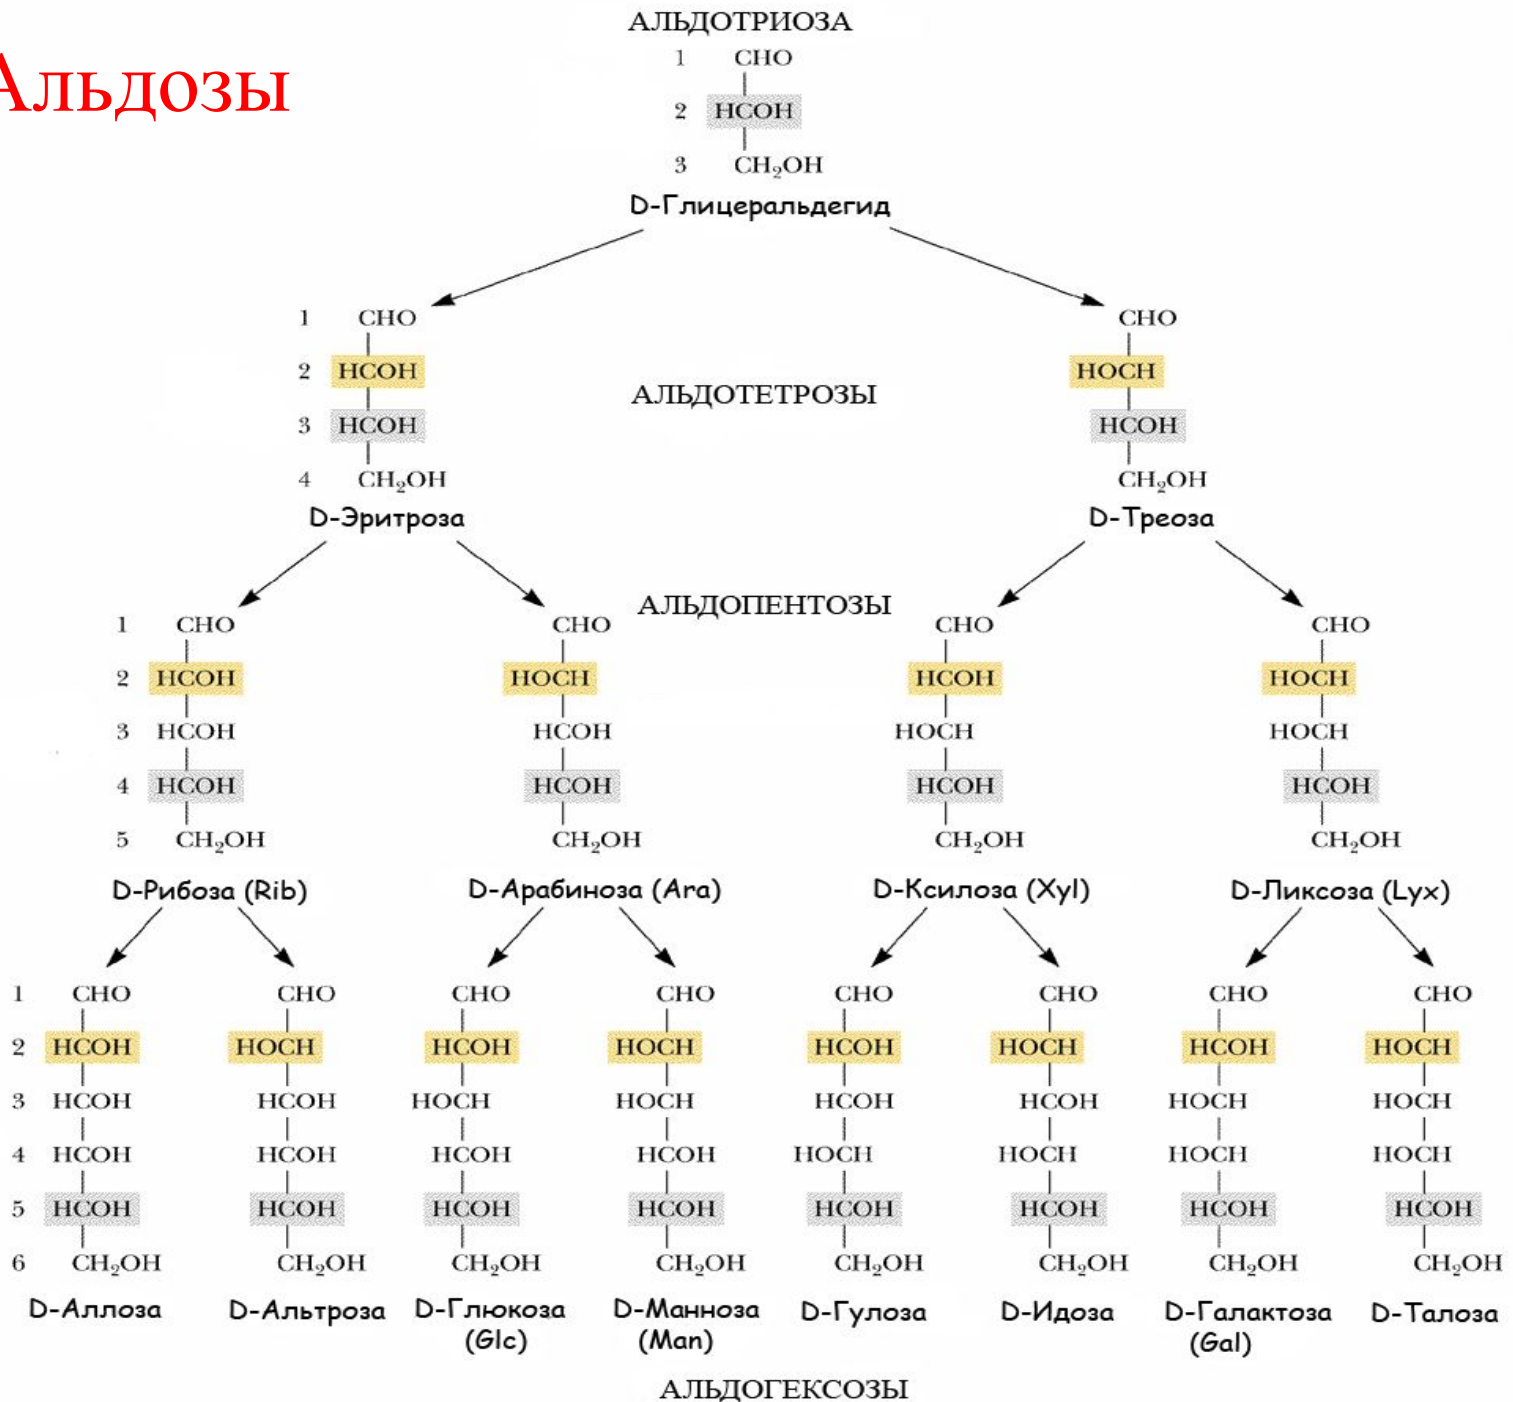 АЛЬДОТРИОЗА
Альдозы
1 CHO
2 HCOH
3 CH₂OH
D-Глицеральдегид
1 CHO CHO
2 HCOH HOCH
АЛЬДОТЕТРОЗЫ
3 HCOH HCOH
4 CH₂OH CH₂OH
D-Эритроза D-Треоза
АЛЬДОПЕНТОЗЫ
1 CHO CHO CHO CHO
2 HCOH HOCH HCOH HOCH
3 HCOH HCOH HOCH HOCH
4 HCOH HCOH HCOH HCOH
5 CH₂OH CH₂OH CH₂OH CH₂OH
D-Рибоза (Rib) D-Арабиноза (Ara) D-Ксилоза (Xyl) D-Ликсоза (Lyx)
1 CHO CHO CHO CHO CHO CHO CHO CHO
2 HCOH HOCH HCOH HOCH HCOH HOCH HCOH HOCH
3 HCOH HCOH HOCH HOCH HCOH HCOH HOCH HOCH
4 HCOH HCOH HCOH HCOH HOCH HOCH HOCH HOCH
5 HCOH HCOH HCOH HCOH HCOH HCOH HCOH HCOH
6 CH₂OH CH₂OH CH₂OH CH₂OH CH₂OH CH₂OH CH₂OH CH₂OH
D-Аллоза D-Альтроза D-Глюкоза D-Манноза D-Гулоза D-Идоза D-Галактоза D-Талоза
(Glc) (Man) (Gal)
АЛЬДОГЕКСОЗЫ